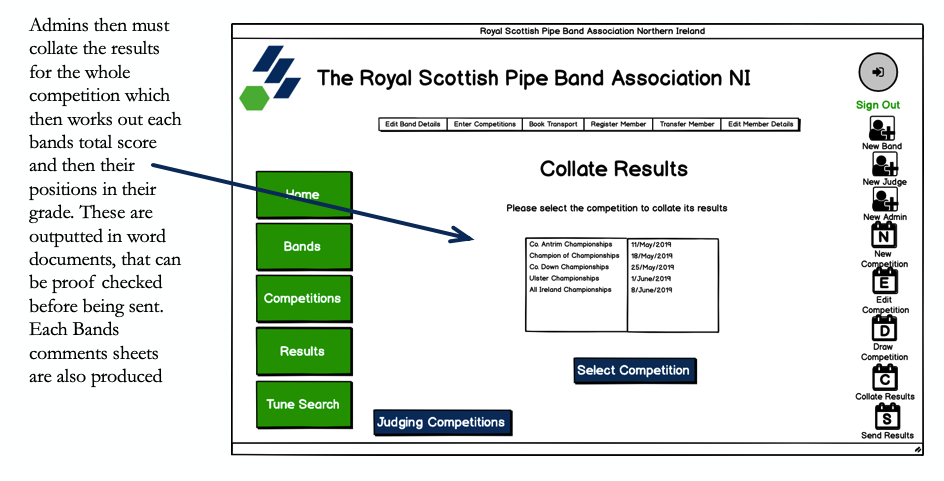 Admins then must
collate the results
for the whole
competition which
then works out each
bands total score
and then their
positions in their
grade. These are
outputted in word
documents, that can
be proof checked
before being sent.
Each Bands
comments sheets
are also produced
Royal Scottish Pipe Band Association Northern Ireland
The Royal Scottish Pipe Band Association NI
Edit Band Details Enter Competitions Book Transport Register Member Transfer Member Edit Member Details
Home
Bands
Competitions
Results
Tune Search
Collate Results
Please select the competition to collate its results
Co. Antrim Championships 11/May/2019
Champion of Championships 18/May/2019
Co. Down Championships 25/May/2019
Ulster Championships 1/June/2019
All Ireland Championships 8/June/2019
Select Competition
Judging Competitions
Sign Out
New Band
New Judge
New Admin
N
New
Competition
E
Edit
Competition
D
Draw
Competition
C
Collate Results
S
Send Results